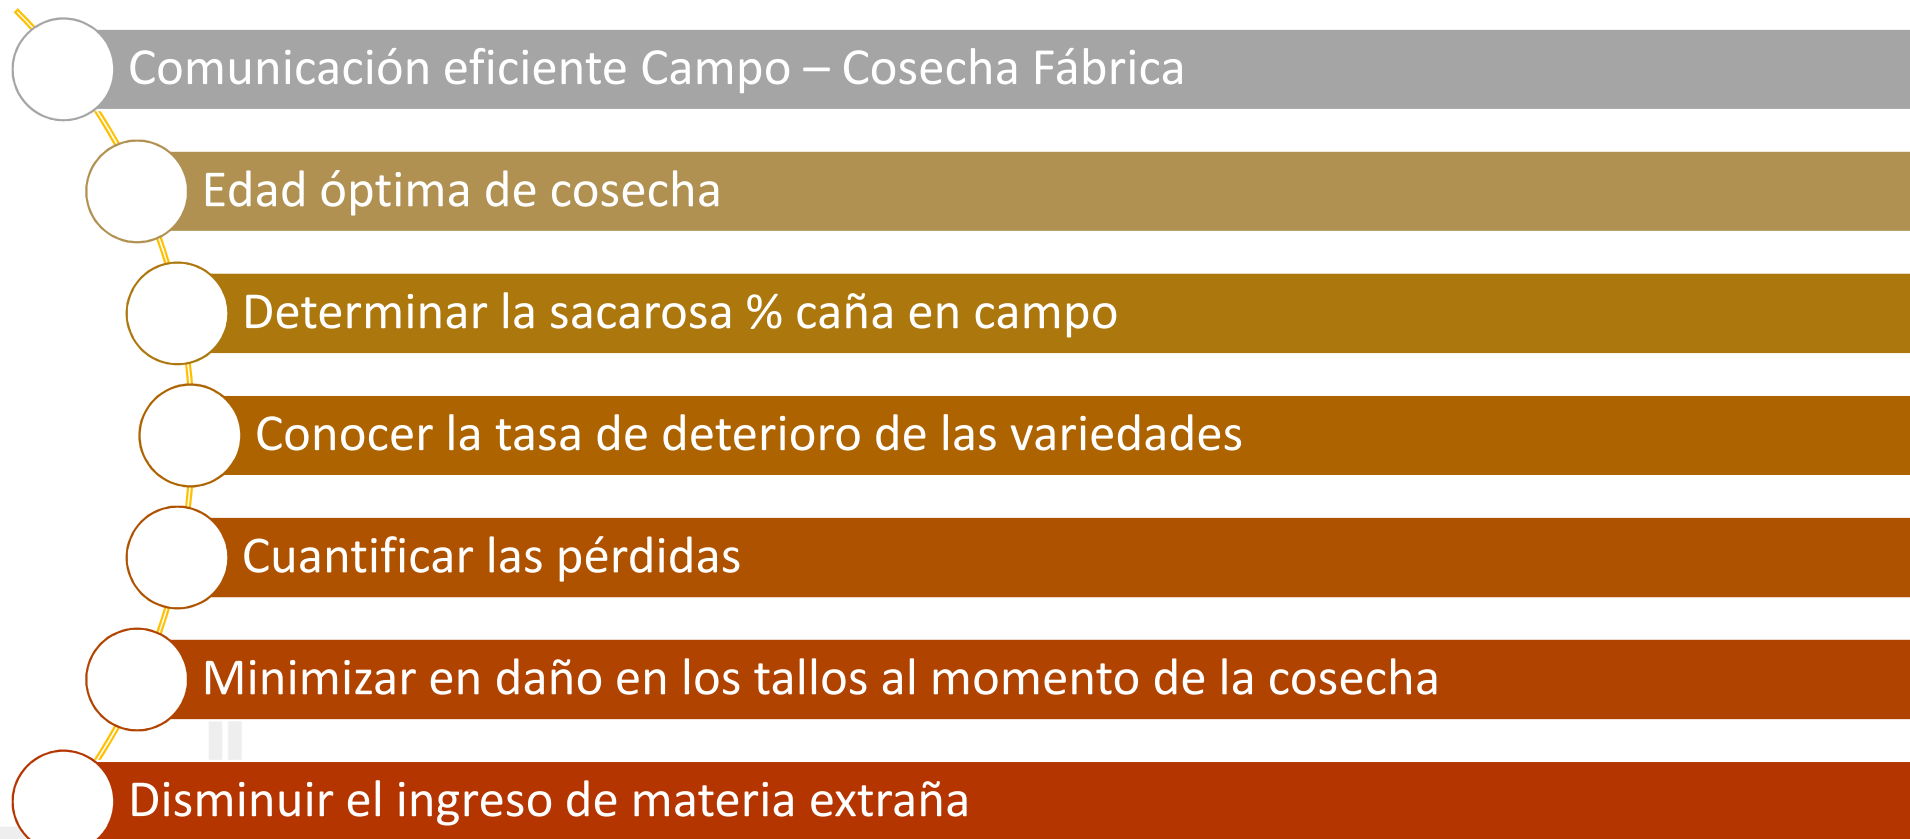 Comunicación eficiente Campo – Cosecha Fábrica
Edad óptima de cosecha
Determinar la sacarosa % caña en campo
Conocer la tasa de deterioro de las variedades
Cuantificar las pérdidas
Minimizar en daño en los tallos al momento de la cosecha
Disminuir el ingreso de materia extraña